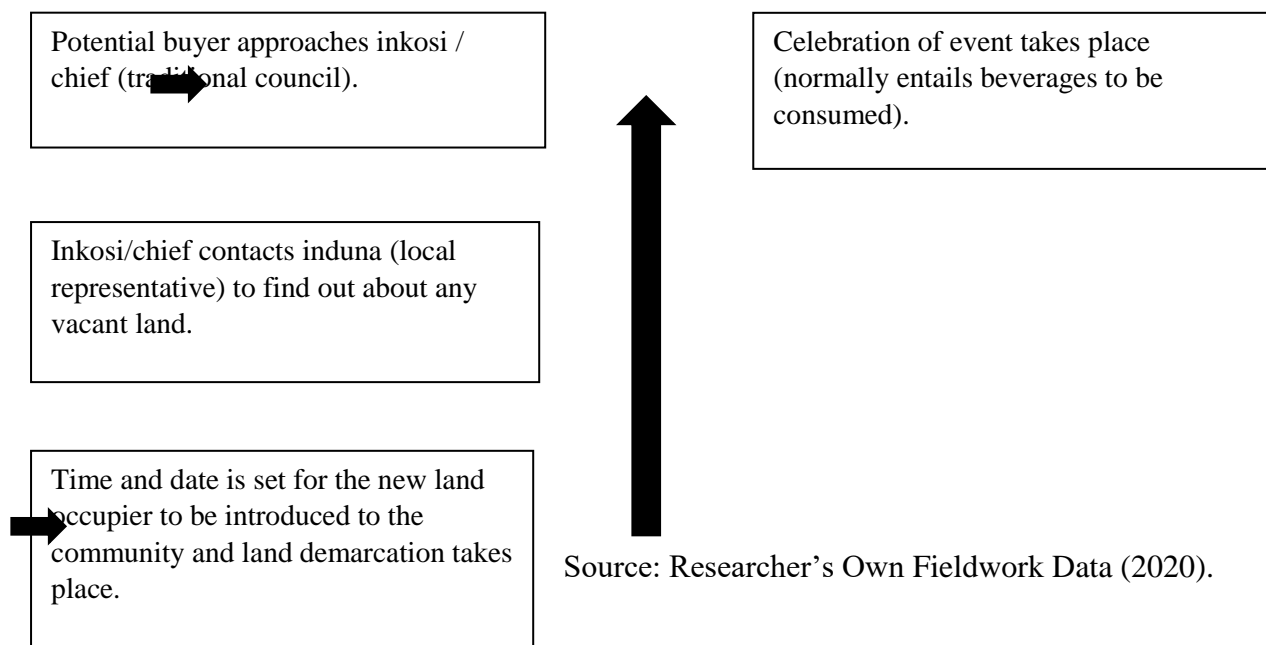 Potential buyer approaches inkosi /
chief (traditional council).
Inkosi/chief contacts induna (local
representative) to find out about any
vacant land.
Time and date is set for the new land
occupier to be introduced to the
community and land demarcation takes
place.
Celebration of event takes place
(normally entails beverages to be
consumed).
Source: Researcher’s Own Fieldwork Data (2020).